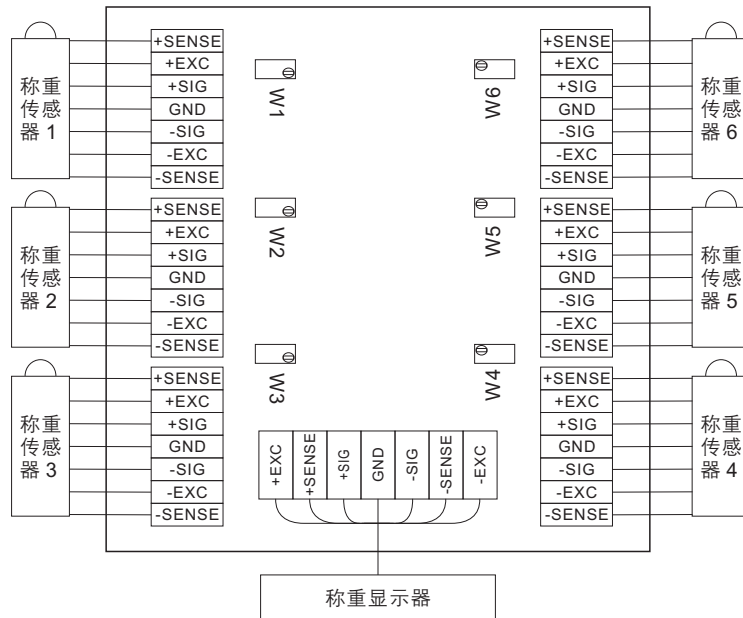 称重
传感
器 1
+SENSE
+EXC
+SIG
GND
-SIG
-EXC
-SENSE
W1
W6
+SENSE
+EXC
+SIG
GND
-SIG
-EXC
-SENSE
称重
传感
器 6
称重
传感
器 2
+SENSE
+EXC
+SIG
GND
-SIG
-EXC
-SENSE
W2
W5
+SENSE
+EXC
+SIG
GND
-SIG
-EXC
-SENSE
称重
传感
器 5
称重
传感
器 3
+SENSE
+EXC
+SIG
GND
-SIG
-EXC
-SENSE
W3
W4
+SENSE
+EXC
+SIG
GND
-SIG
-EXC
-SENSE
称重
传感
器 4
+EXC
+SENSE
+SIG
GND
-SIG
-SENSE
-EXC
称重显示器